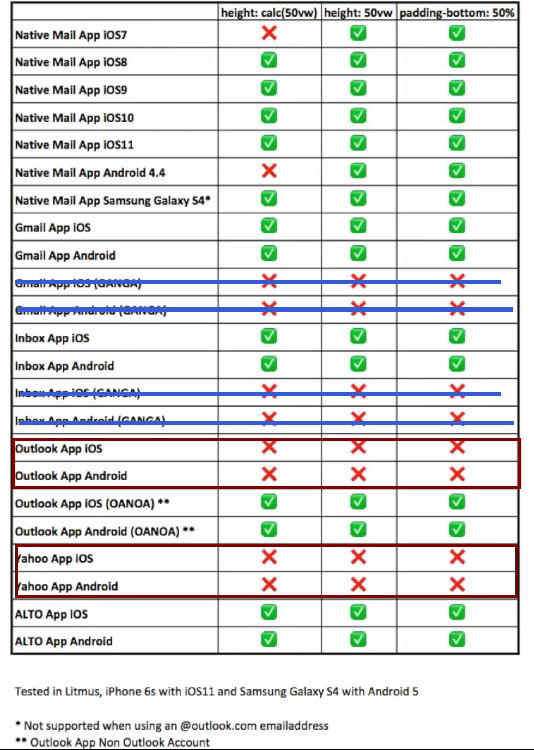 height: calc(50vw) height: 50vw padding-bottom: 50%
Native Mail App iOS7 ❌ ✅ ✅
Native Mail App iOS8 ✅ ✅ ✅
Native Mail App iOS9 ✅ ✅ ✅
Native Mail App iOS10 ✅ ✅ ✅
Native Mail App iOS11 ✅ ✅ ✅
Native Mail App Android 4.4 ❌ ✅ ✅
Native Mail App Samsung Galaxy S4* ✅ ✅ ✅
Gmail App iOS ✅ ✅ ✅
Gmail App Android ✅ ✅ ✅
Gmail App iOS (GANGA) ❌ ❌ ❌
Gmail App Android (GANGA) ❌ ❌ ❌
Inbox App iOS ✅ ✅ ✅
Inbox App Android ✅ ✅ ✅
Inbox App iOS (GANGA) ❌ ❌ ❌
Inbox App Android (GANGA) ❌ ❌ ❌
Outlook App iOS ❌ ❌ ❌
Outlook App Android ❌ ❌ ❌
Outlook App iOS (OANOA) ** ✅ ✅ ✅
Outlook App Android (OANOA) ** ✅ ✅ ✅
Yahoo App iOS ❌ ❌ ❌
Yahoo App Android ❌ ❌ ❌
ALTO App iOS ✅ ✅ ✅
ALTO App Android ✅ ✅ ✅
Tested in Litmus, iPhone 6s with iOS11 and Samsung Galaxy S4 with Android 5
* Not supported when using an @outlook.com emailaddress
** Outlook App Non Outlook Account